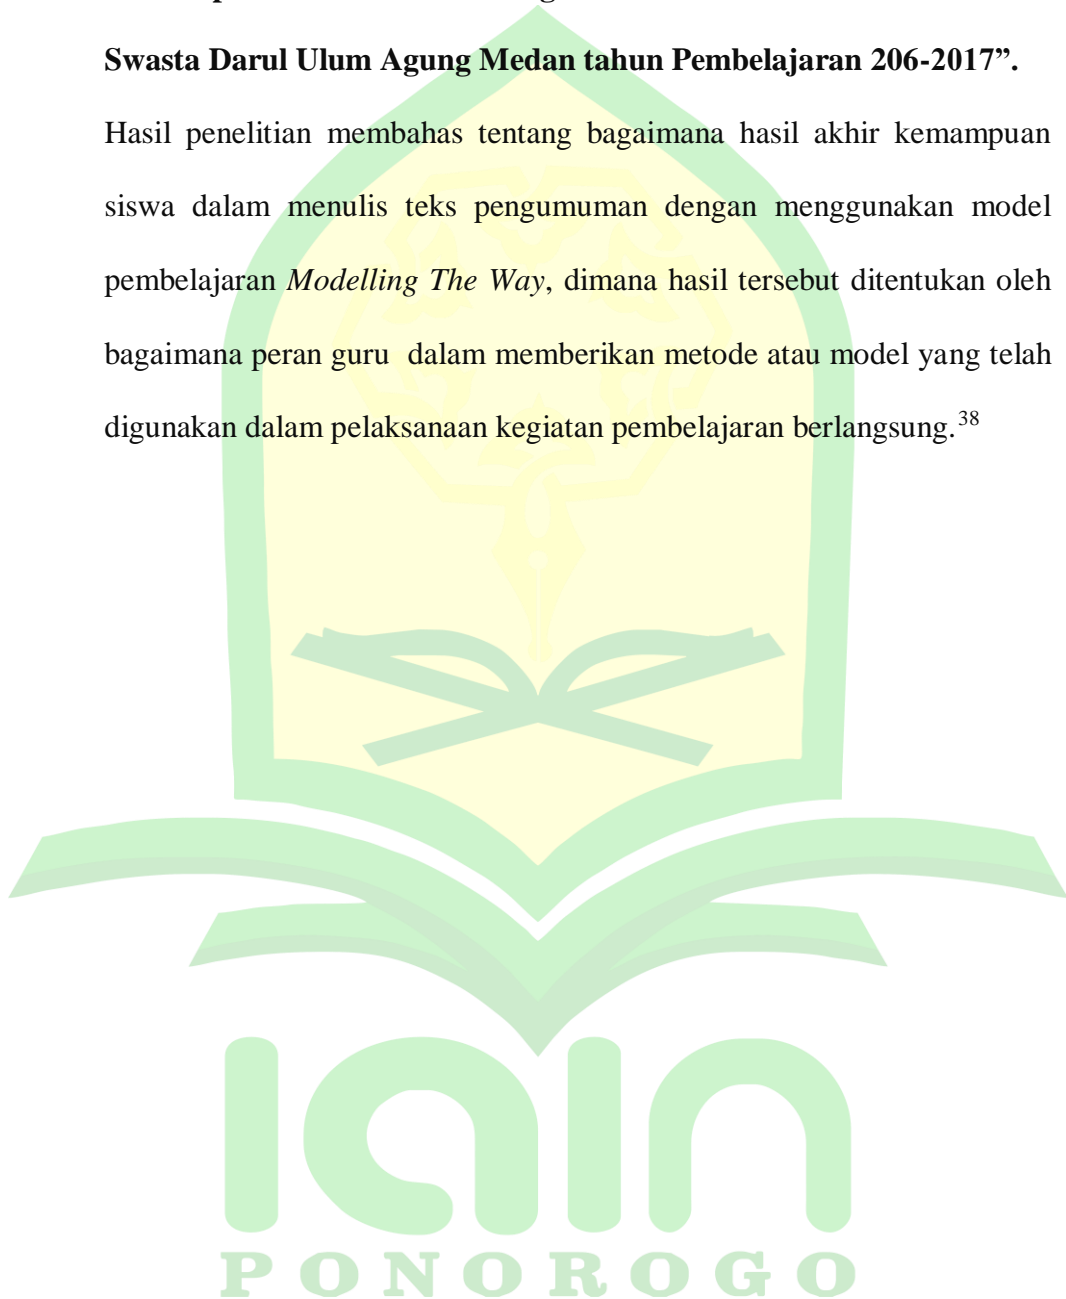 Swasta Darul Ulum Agung Medan tahun Pembelajaran 206-2017”.
Hasil penelitian membahas tentang bagaimana hasil akhir kemampuan
siswa dalam menulis teks pengumuman dengan menggunakan model
pembelajaran Modelling The Way, dimana hasil tersebut ditentukan oleh
bagaimana peran guru dalam memberikan metode atau model yang telah
digunakan dalam pelaksanaan kegiatan pembelajaran berlangsung.38
iain
PONOROGO